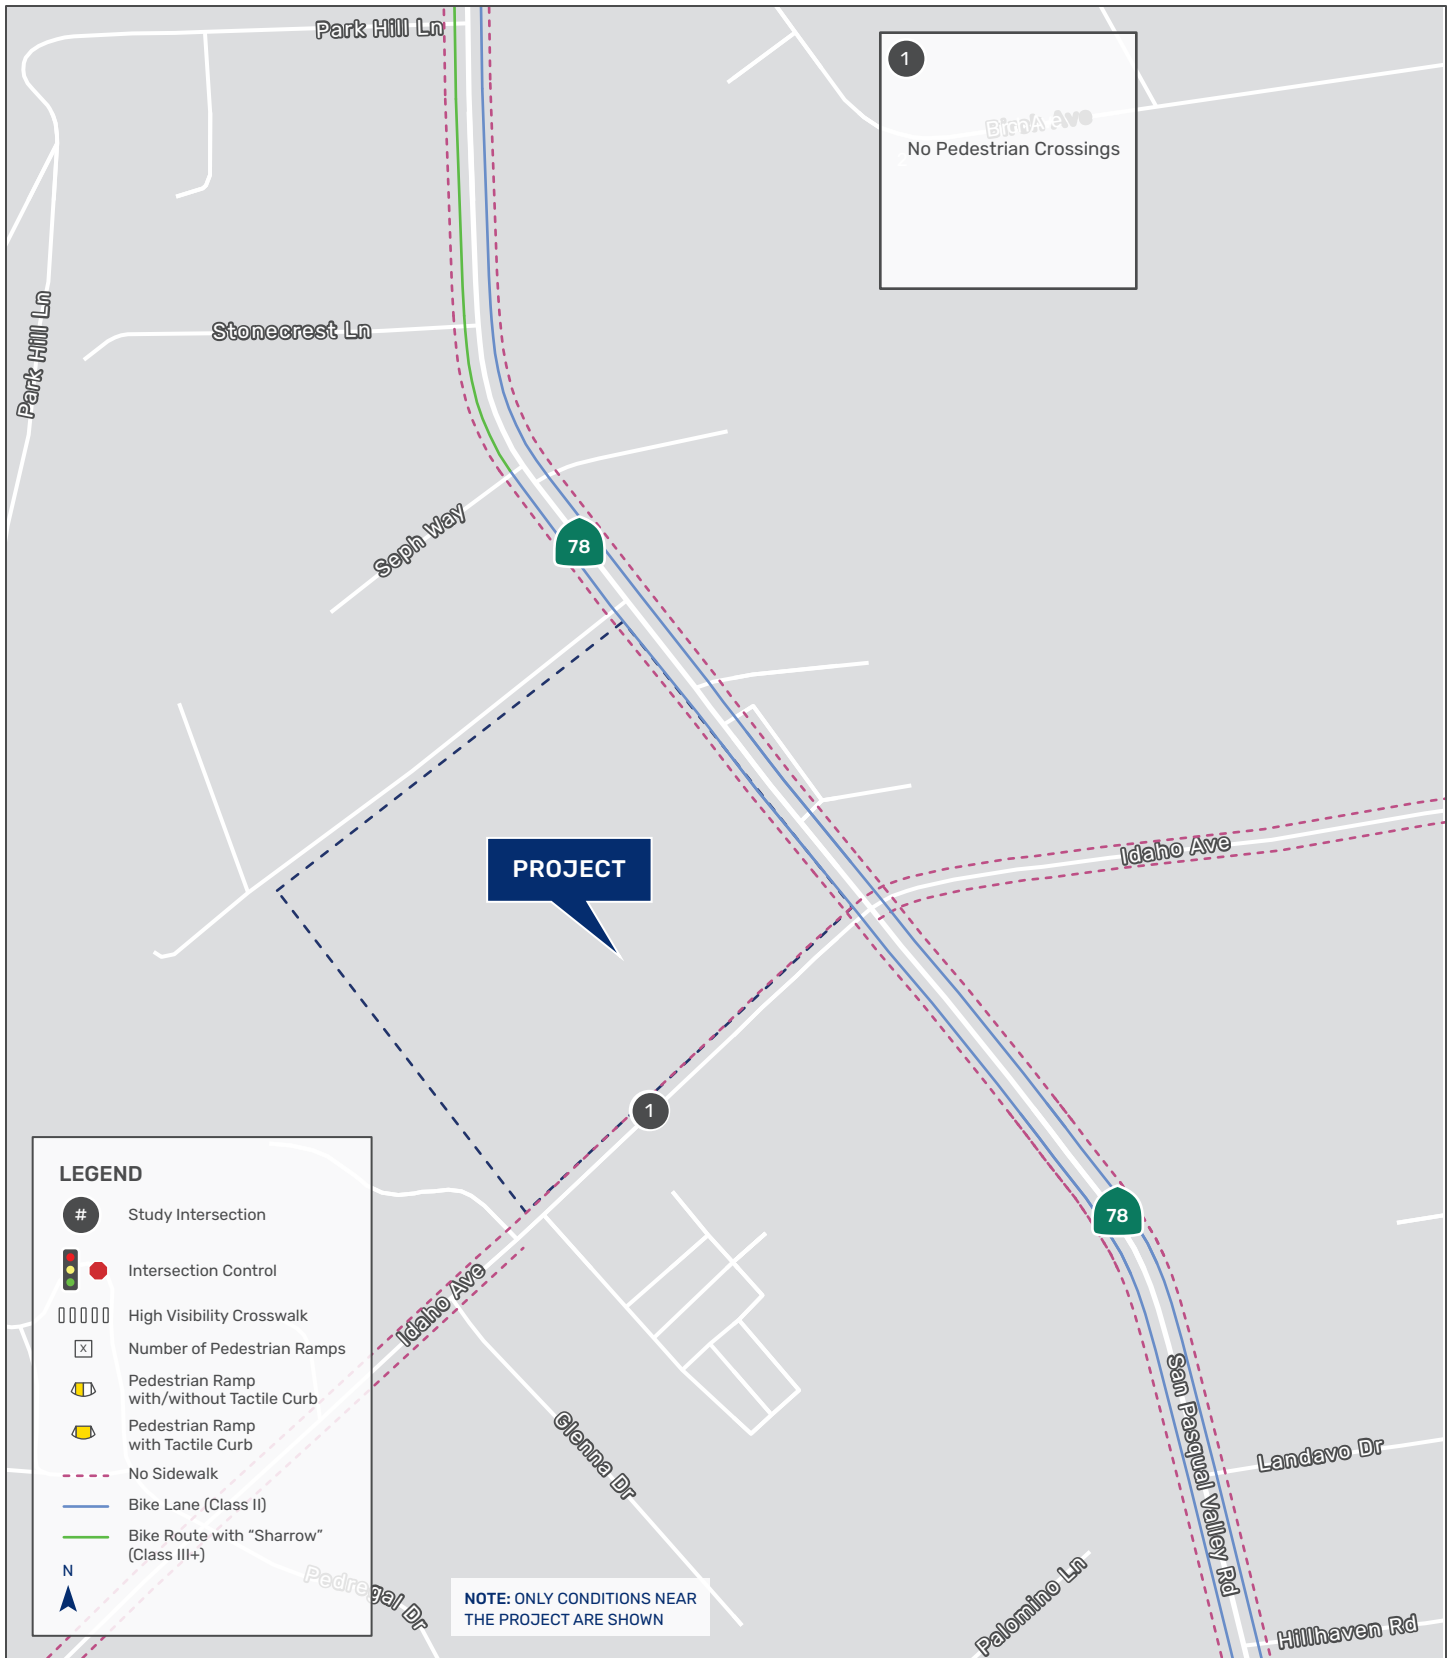 Park Hill Ln
1
No Pedestrian Crossings
Park Hill Ln
Stonecrest Ln
Seph Way
78
PROJECT
Idaho Ave
1
78
Idaho Ave
Glenna Dr
San Pasqual Valley Rd
Landavo Dr
Pedregal Dr
Palomino Ln
Hillhaven Rd
LEGEND
# Study Intersection
Intersection Control
High Visibility Crosswalk
X Number of Pedestrian Ramps
Pedestrian Ramp
with/without Tactile Curb
Pedestrian Ramp
with Tactile Curb
No Sidewalk
Bike Lane (Class II)
Bike Route with “Sharrow”
(Class III+)
N
NOTE: ONLY CONDITIONS NEAR
THE PROJECT ARE SHOWN